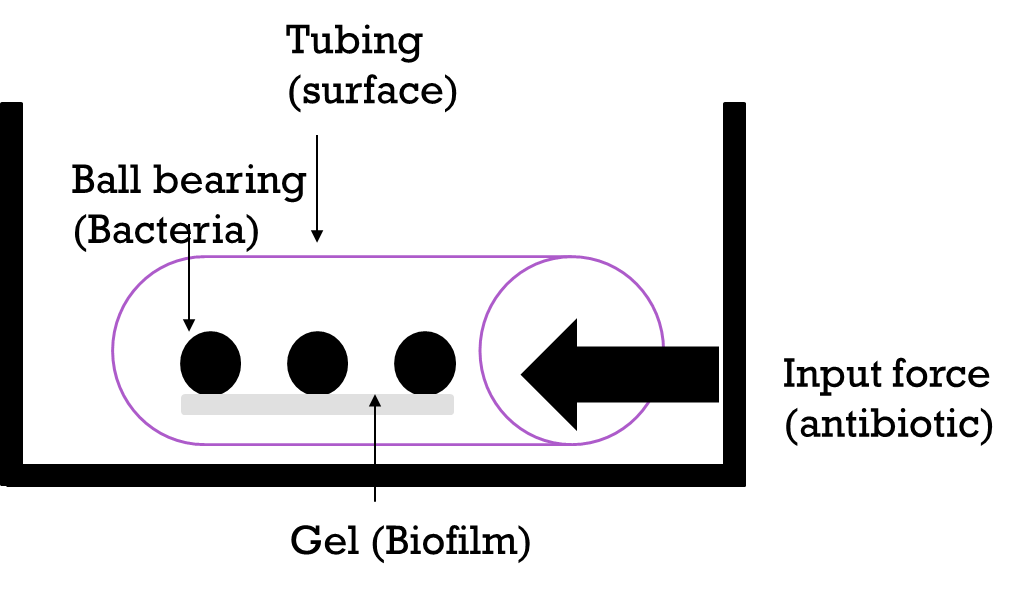 Tubing
(surface)
Ball bearing
(Bacteria)
Input force
(antibiotic)
Gel (Biofilm)